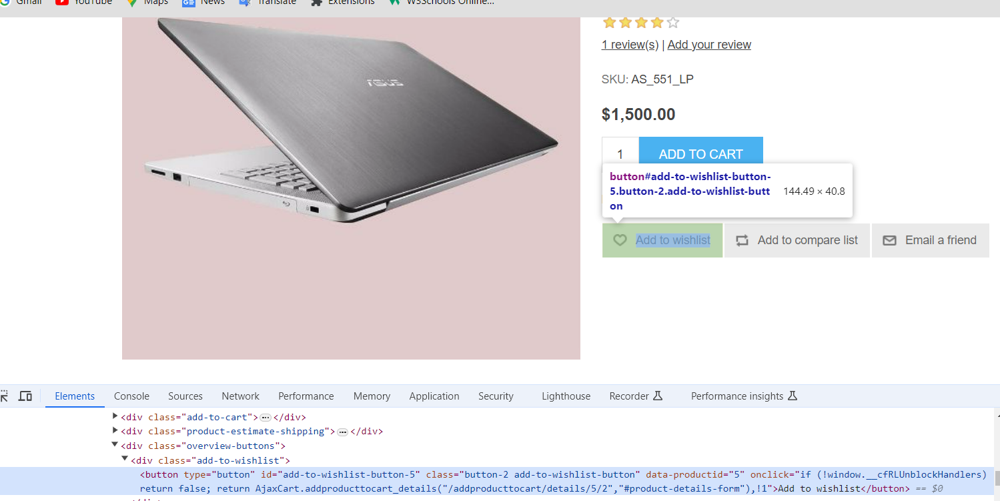 Gmail YouTube Maps News Translate Extensions W3Schools Online...
1 review(s) | Add your review
SKU: AS_551_LP
ASUS
$1,500.00
1 ADD TO CART
button#add-to-wishlist-button-
5.button-2.add-to-wishlist-butt
on
144.49 × 40.8
Add to wishlist Add to compare list Email a friend
Elements Console Sources Network Performance Memory Application Security Lighthouse Recorder Performance insights
<div class="add-to-cart">⋯</div>
<div class="product-estimate-shipping">⋯</div>
<div class="overview-buttons">
<div class="add-to-wishlist">
<button type="button" id="add-to-wishlist-button-5" class="button-2 add-to-wishlist-button" data-productid="5" onclick="if (!window.__cfRLUnblockHandlers)
return false; return AjaxCart.addproducttocart_details("/addproducttocart/details/5/2","#product-details-form"),!1">Add to wishlist</button> == $0